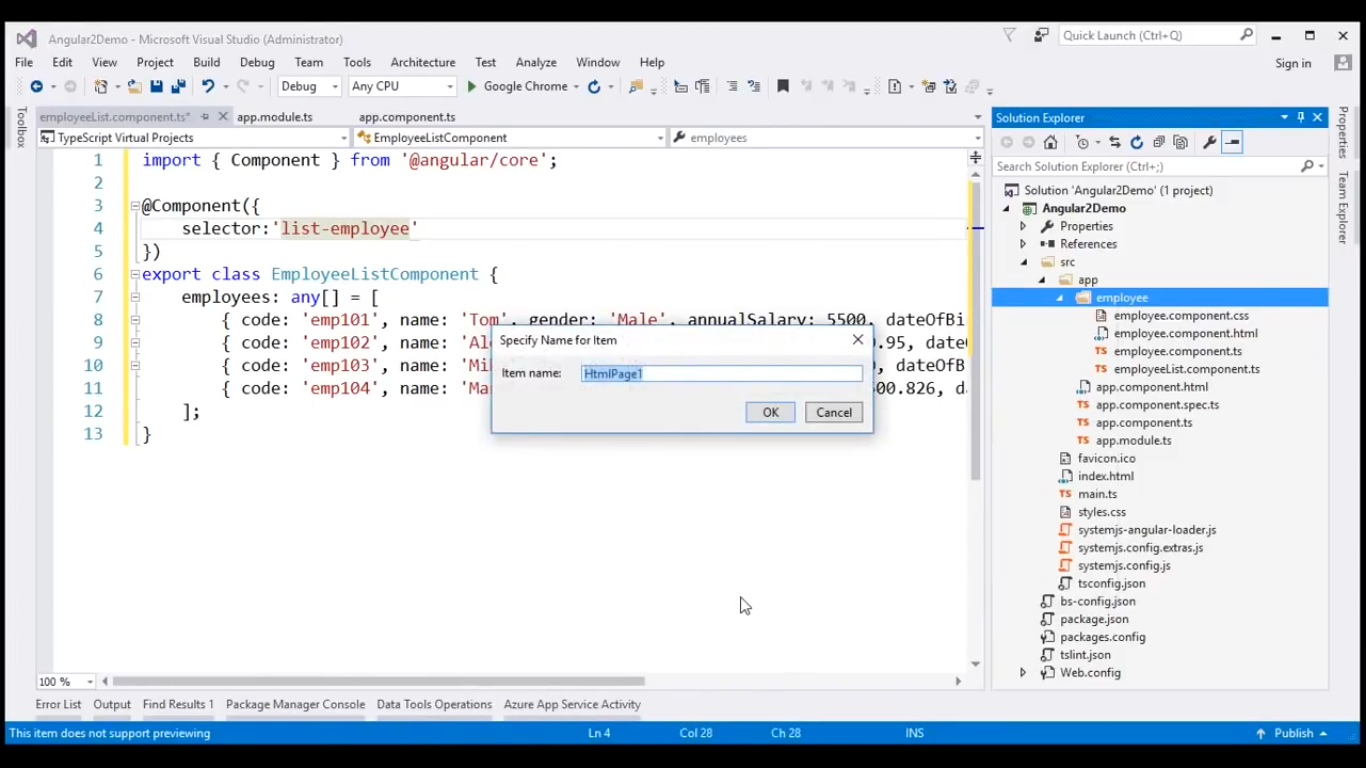 Angular2Demo - Microsoft Visual Studio (Administrator)
Quick Launch (Ctrl+Q)
File Edit View Project Build Debug Team Tools Architecture Test Analyze Window Help
Sign in
Debug Any CPU Google Chrome
Toolbox
employeeList.component.ts* app.module.ts app.component.ts
TypeScript Virtual Projects EmployeeListComponent employees
1 import { Component } from '@angular/core';
2
3 @Component({
4 selector:'list-employee'
5 })
6 export class EmployeeListComponent {
7 employees: any[] = [
8 { code: 'emp101', name: 'Tom', gender: 'Male', annualSalary: 5500, dateOfBi
9 { code: 'emp102', name: 'Al
.95, date
10 { code: 'emp103', name: 'Mi
dateOfB
11 { code: 'emp104', name: 'Ma
00.826, d
12 ];
13 }
Specify Name for Item
Item name: HtmlPage1
OK Cancel
100 %
Error List Output Find Results 1 Package Manager Console Data Tools Operations Azure App Service Activity
This item does not support previewing Ln 4 Col 28 Ch 28 INS Publish
Solution Explorer
Search Solution Explorer (Ctrl+;)
Solution 'Angular2Demo' (1 project)
Angular2Demo
Properties
References
src
app
employee
employee.component.css
employee.component.html
TS employee.component.ts
TS employeeList.component.ts
app.component.html
TS app.component.spec.ts
TS app.component.ts
TS app.module.ts
favicon.ico
index.html
TS main.ts
styles.css
systemjs-angular-loader.js
systemjs.config.extras.js
systemjs.config.js
tsconfig.json
bs-config.json
package.json
packages.config
tslint.json
Web.config
Properties
Team Explorer